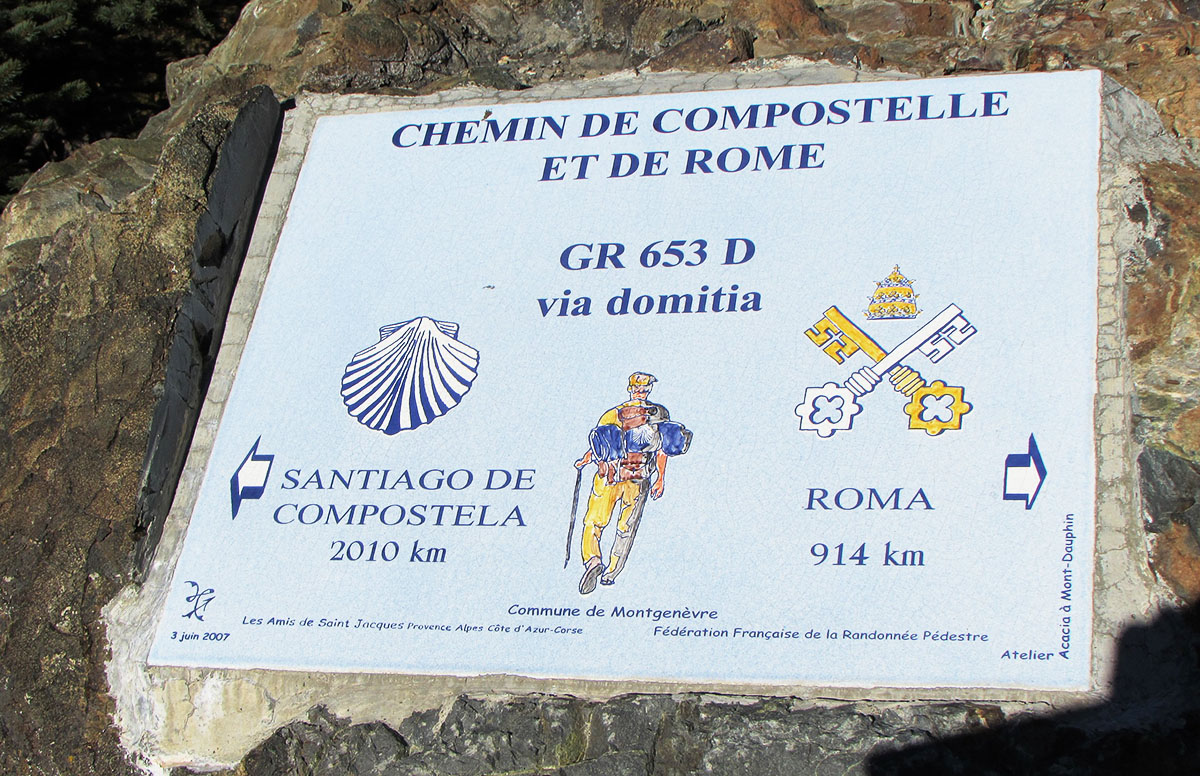 CHEMIN DE COMPOSTELLE
ET DE ROME
GR 653 D
via domitia
SANTIAGO DE
COMPOSTELA
2010 km
ROMA
914 km
Commune de Montgenèvre
3 juin 2007
Les Amis de Saint Jacques Provence Alpes Côte d'Azur-Corse
Fédération Française de la Randonnée Pédestre
Atelier Acacia à Mont-Dauphin